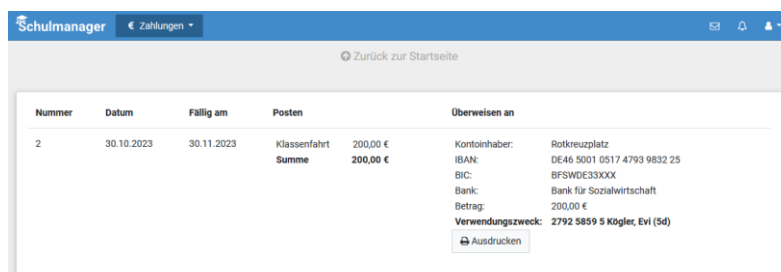 Schulmanager € Zahlungen
Zurück zur Startseite
Nummer Datum Fällig am Posten Überweisen an
2 30.10.2023 30.11.2023 Klassenfahrt 200,00 € Kontoinhaber: Rotkreuzplatz
Summe 200,00 € IBAN: DE46 5001 0517 4793 9832 25
BIC: BFSWDE33XXX
Bank: Bank für Sozialwirtschaft
Betrag: 200,00 €
Verwendungszweck: 2792 5859 5 Kögler, Evi (5d)
Ausdrucken